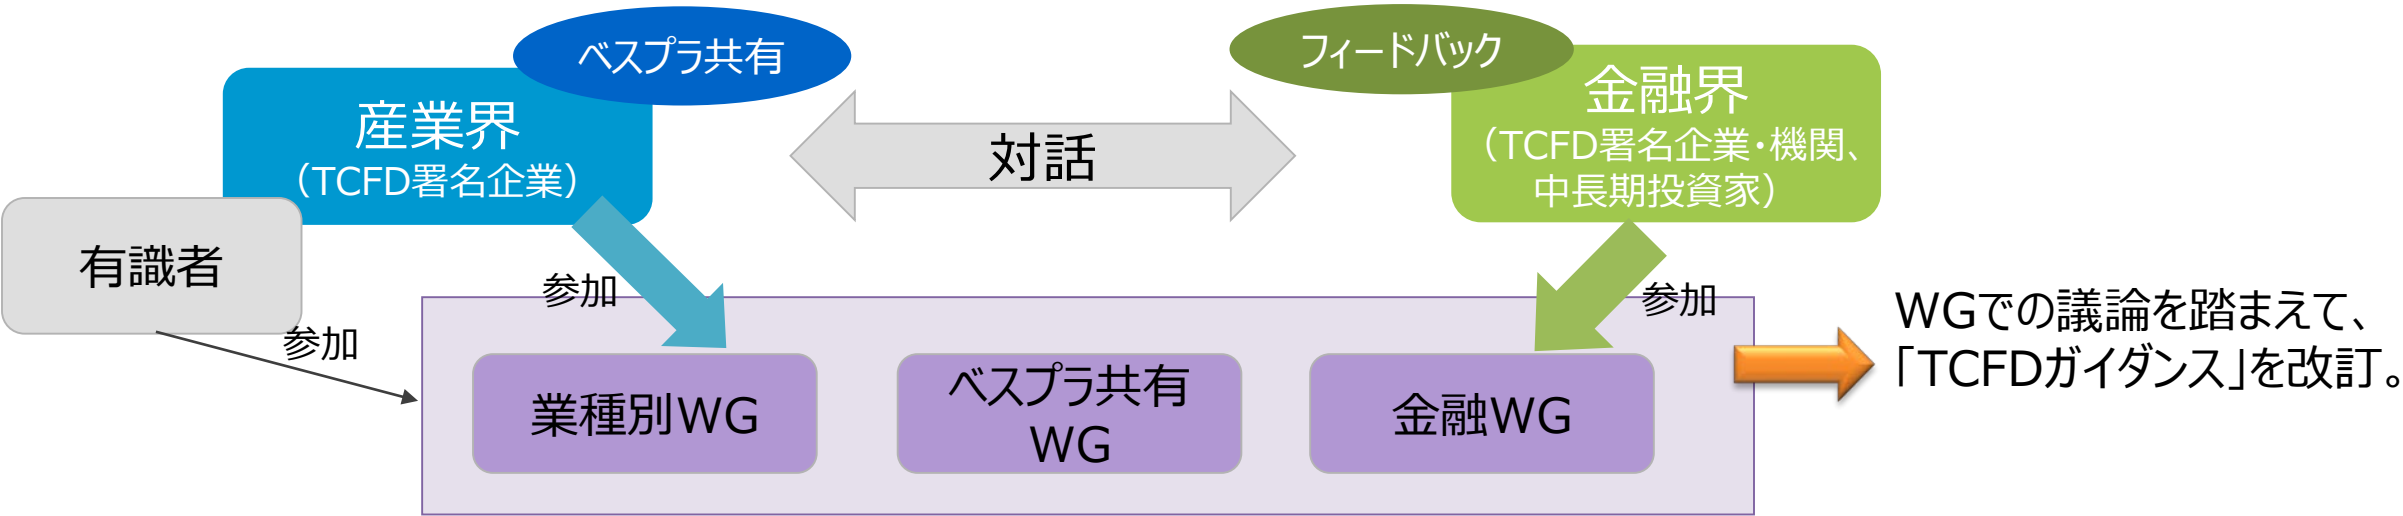 ベスプラ共有
フィードバック
産業界
（TCFD署名企業）
対話
金融界
（TCFD署名企業・機関、
中長期投資家）
有識者
参加
参加
参加
業種別WG
ベスプラ共有
WG
金融WG
WGでの議論を踏まえて、
「TCFDガイダンス」を改訂。